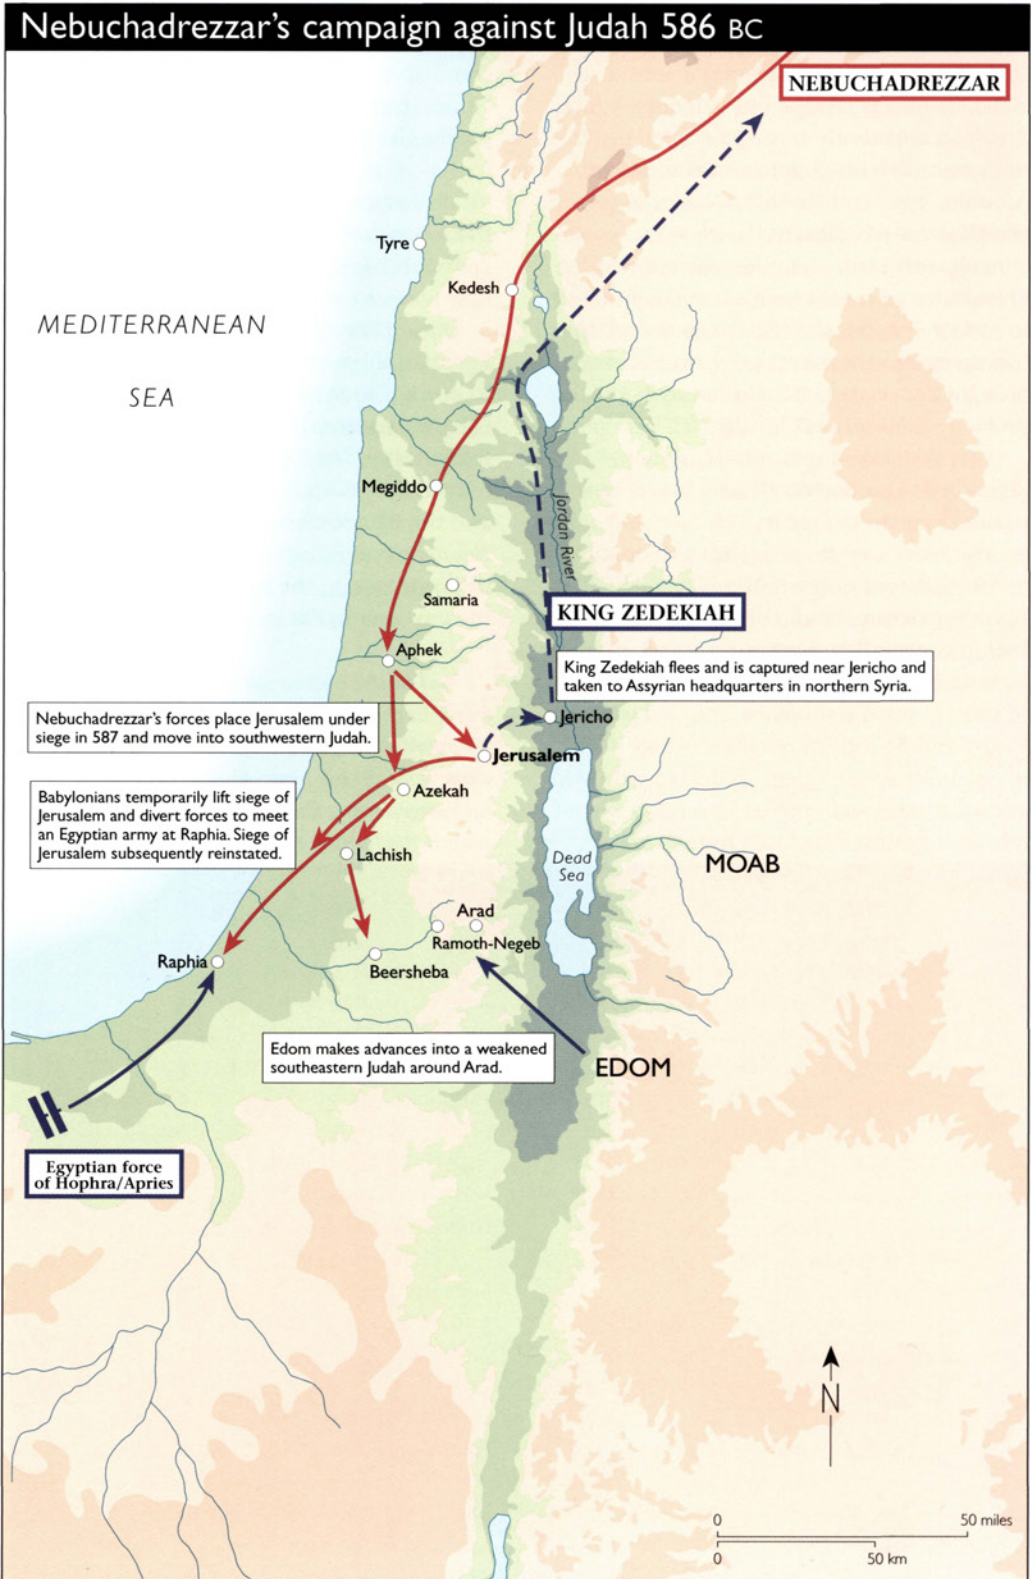 Nebuchadrezzar's campaign against Judah 586 BC
NEBUCHADREZZAR
Tyre
Kedesh
MEDITERRANEAN
SEA
Megiddo
Jordan River
Samaria
KING ZEDEKIAH
Aphek
King Zedekiah flees and is captured near Jericho and
taken to Assyrian headquarters in northern Syria.
Nebuchadrezzar's forces place Jerusalem under
siege in 587 and move into southwestern Judah.
Jericho
Jerusalem
Babylonians temporarily lift siege of
Jerusalem and divert forces to meet
an Egyptian army at Raphia. Siege of
Jerusalem subsequently reinstated.
Azekah
Lachish
Dead
Sea
MOAB
Arad
Ramoth-Negeb
Raphia
Beersheba
Edom makes advances into a weakened
southeastern Judah around Arad.
EDOM
Egyptian force
of Hophra/Apries
N
0 50 miles
0 50 km